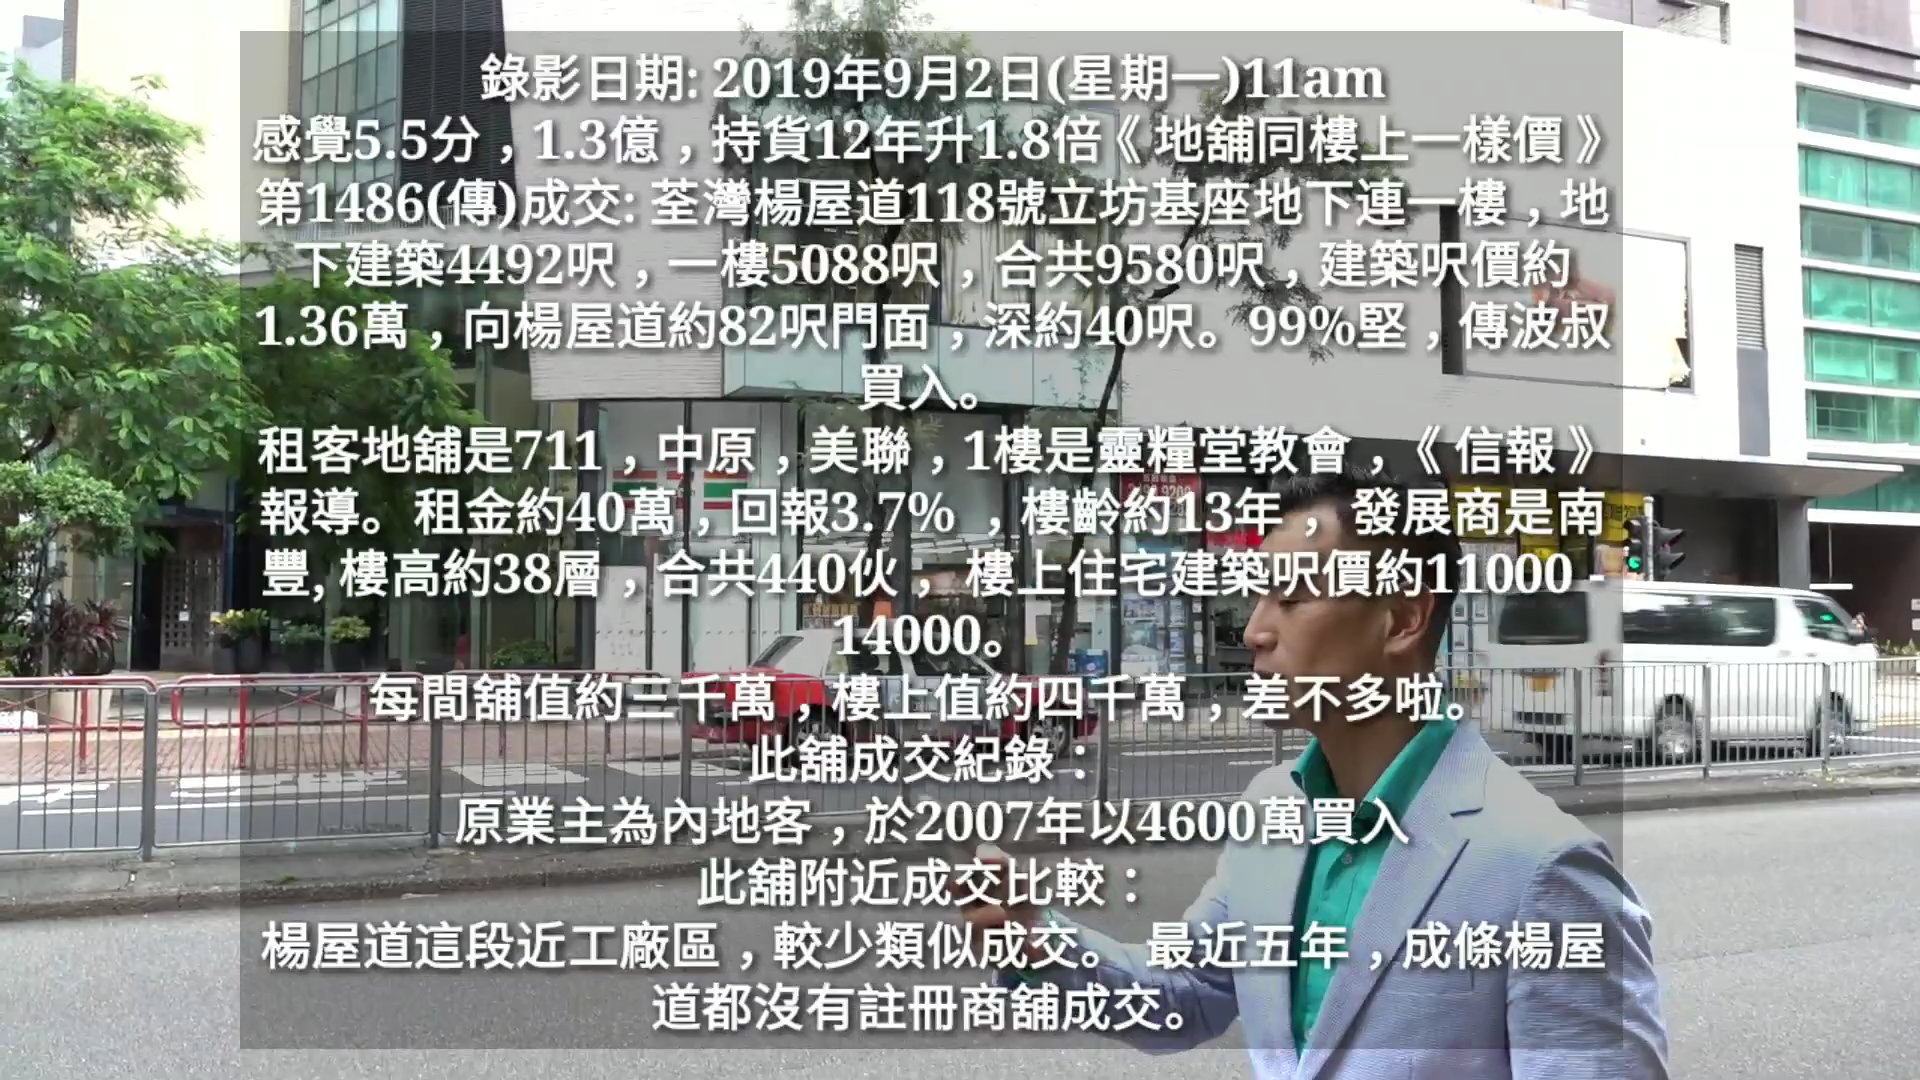 錄影日期: 2019年9月2日(星期一)11am
感覺5.5分，1.3億，持貨12年升1.8倍《 地舖同樓上一樣價 》
第1486(傳)成交: 荃灣楊屋道118號立坊基座地下連一樓，地
下建築4492呎，一樓5088呎，合共9580呎，建築呎價約
1.36萬，向楊屋道約82呎門面，深約40呎。99%堅，傳波叔
買入。
租客地舖是711，中原，美聯，1樓是靈糧堂教會，《 信報 》
報導。租金約40萬，回報3.7% ，樓齡約13年， 發展商是南
豐, 樓高約38層，合共440伙， 樓上住宅建築呎價約11000 -
14000。
每間舖值約三千萬，樓上值約四千萬，差不多啦。
此舖成交紀錄：
原業主為內地客，於2007年以4600萬買入
此舖附近成交比較：
楊屋道這段近工廠區，較少類似成交。 最近五年，成條楊屋
道都沒有註冊商舖成交。